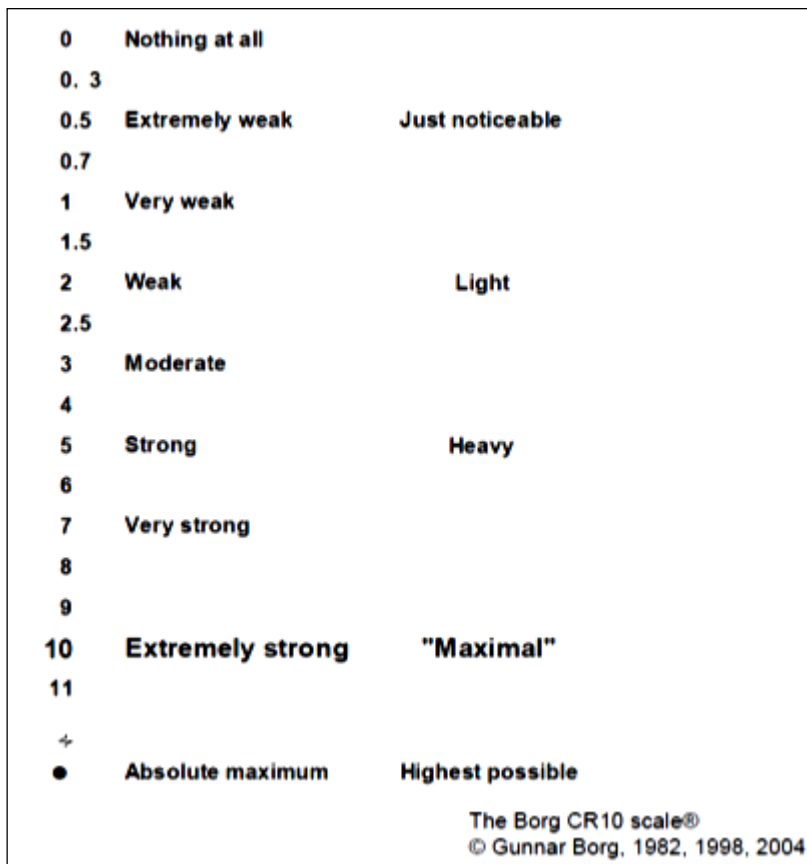 0 Nothing at all
0. 3
0.5 Extremely weak Just noticeable
0.7
1 Very weak
1.5
2 Weak Light
2.5
3 Moderate
4
5 Strong Heavy
6
7 Very strong
8
9
10 Extremely strong "Maximal"
11
● Absolute maximum Highest possible
The Borg CR10 scale®
© Gunnar Borg, 1982, 1998, 2004